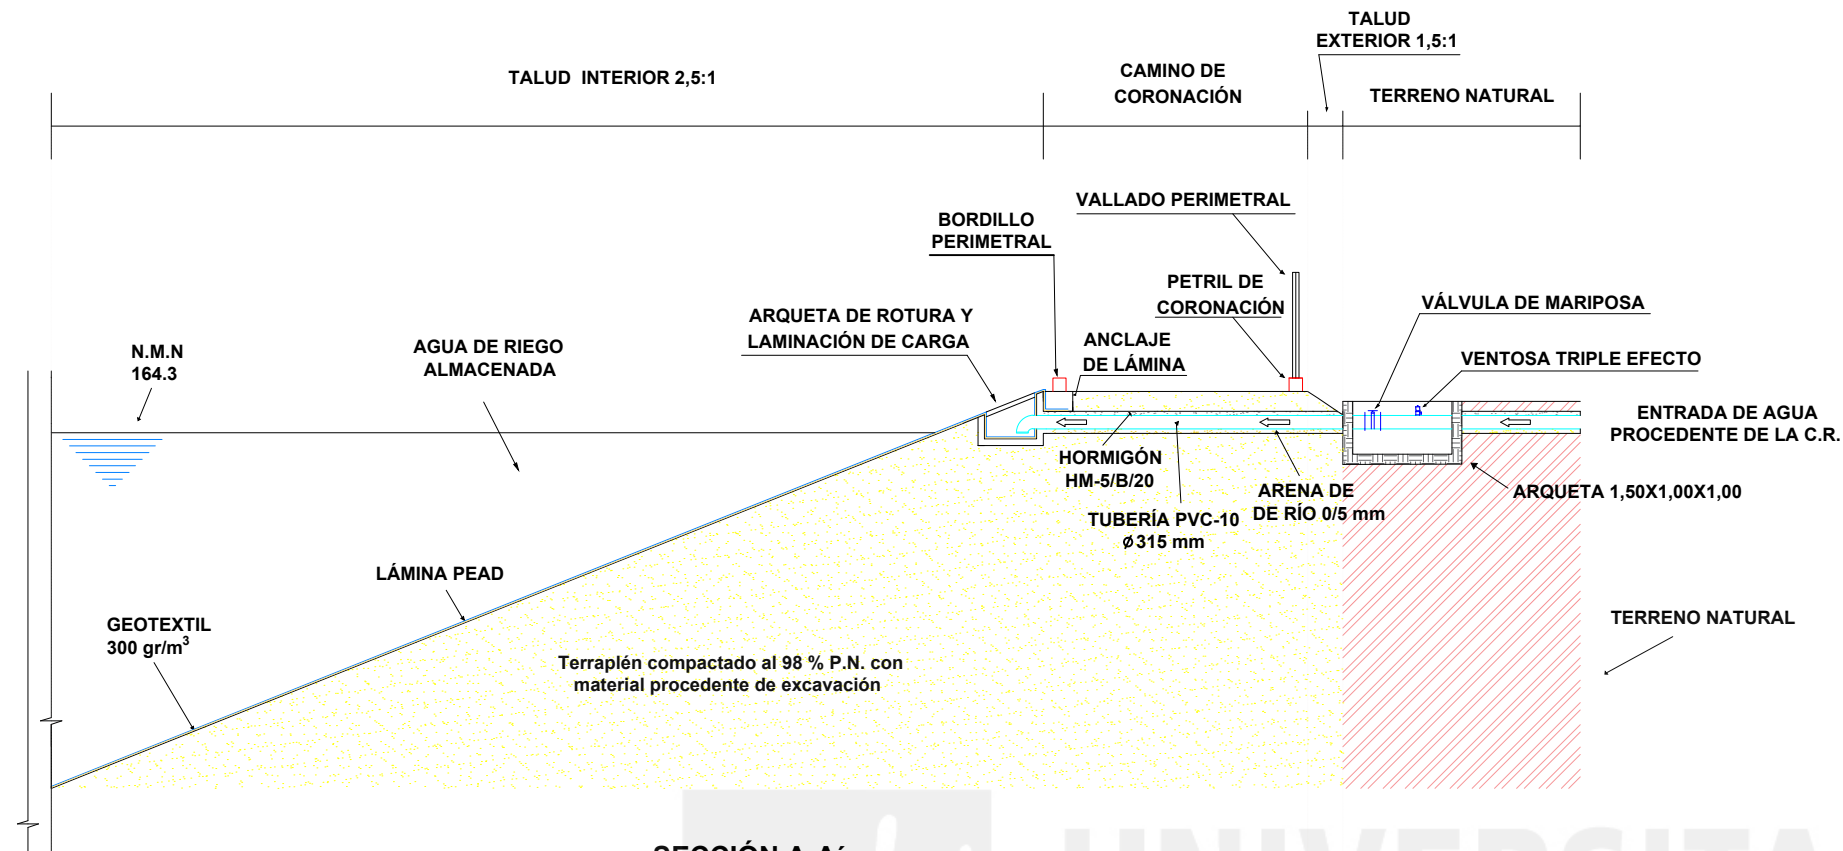 TALUD
EXTERIOR 1,5:1
TALUD INTERIOR 2,5:1
CAMINO DE
CORONACIÓN
TERRENO NATURAL
VALLADO PERIMETRAL
BORDILLO
PERIMETRAL
PETRIL DE
CORONACIÓN
VÁLVULA DE MARIPOSA
ARQUETA DE ROTURA Y
LAMINACIÓN DE CARGA
ANCLAJE
DE LÁMINA
VENTOSA TRIPLE EFECTO
N.M.N
164.3
AGUA DE RIEGO
ALMACENADA
ENTRADA DE AGUA
PROCEDENTE DE LA C.R.
HORMIGÓN
HM-5/B/20
ARENA DE
DE RÍO 0/5 mm
ARQUETA 1,50X1,00X1,00
TUBERÍA PVC-10
Ø315 mm
LÁMINA PEAD
GEOTEXTIL
300 gr/m³
TERRENO NATURAL
Terraplén compactado al 98 % P.N. con
material procedente de excavación
SECCIÓN A-A´